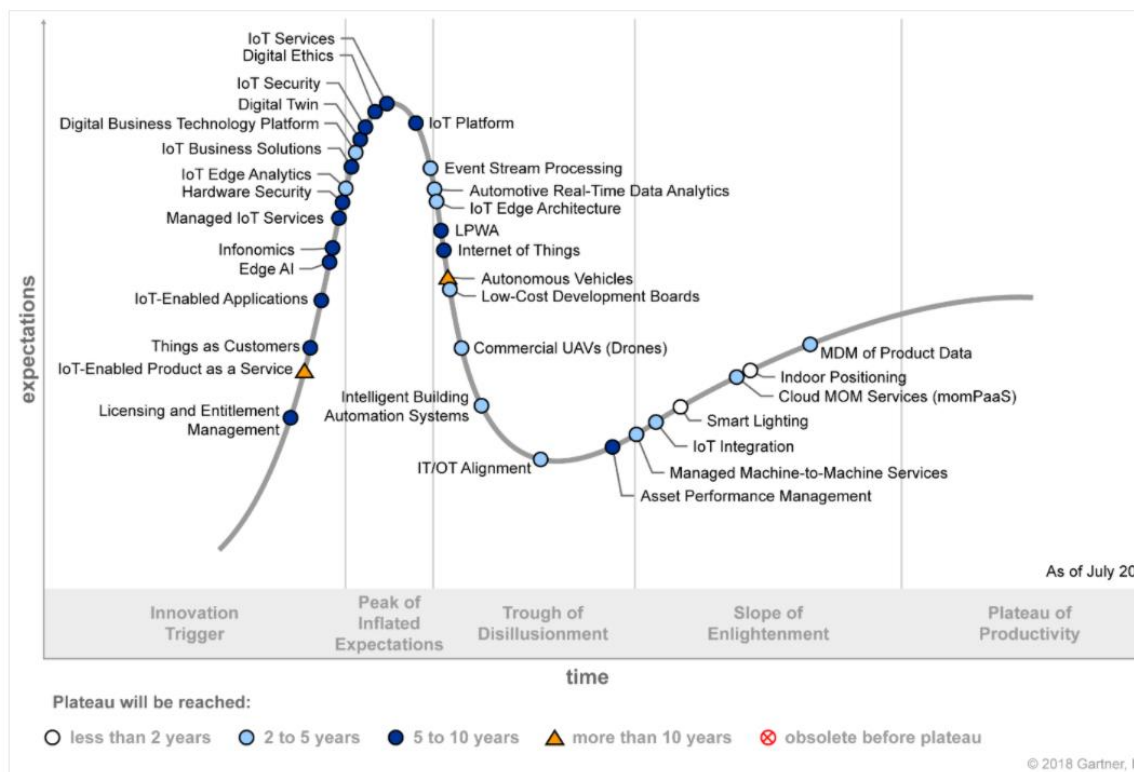 IoT Services
Digital Ethics
IoT Security
Digital Twin
Digital Business Technology Platform
IoT Business Solutions
IoT Edge Analytics
Hardware Security
Managed IoT Services
Infonomics
Edge AI
IoT-Enabled Applications
Things as Customers
IoT-Enabled Product as a Service
Licensing and Entitlement
Management
IoT Platform
Event Stream Processing
Automotive Real-Time Data Analytics
IoT Edge Architecture
LPWA
Internet of Things
Autonomous Vehicles
Low-Cost Development Boards
Commercial UAVs (Drones)
Intelligent Building
Automation Systems
IT/OT Alignment
MDM of Product Data
Indoor Positioning
Cloud MOM Services (momPaaS)
Smart Lighting
IoT Integration
Managed Machine-to-Machine Services
Asset Performance Management
expectations
As of July 20
Innovation
Trigger
Peak of
Inflated
Expectations
Trough of
Disillusionment
Slope of
Enlightenment
Plateau of
Productivity
time
Plateau will be reached:
less than 2 years
2 to 5 years
5 to 10 years
more than 10 years
obsolete before plateau
© 2018 Gartner,